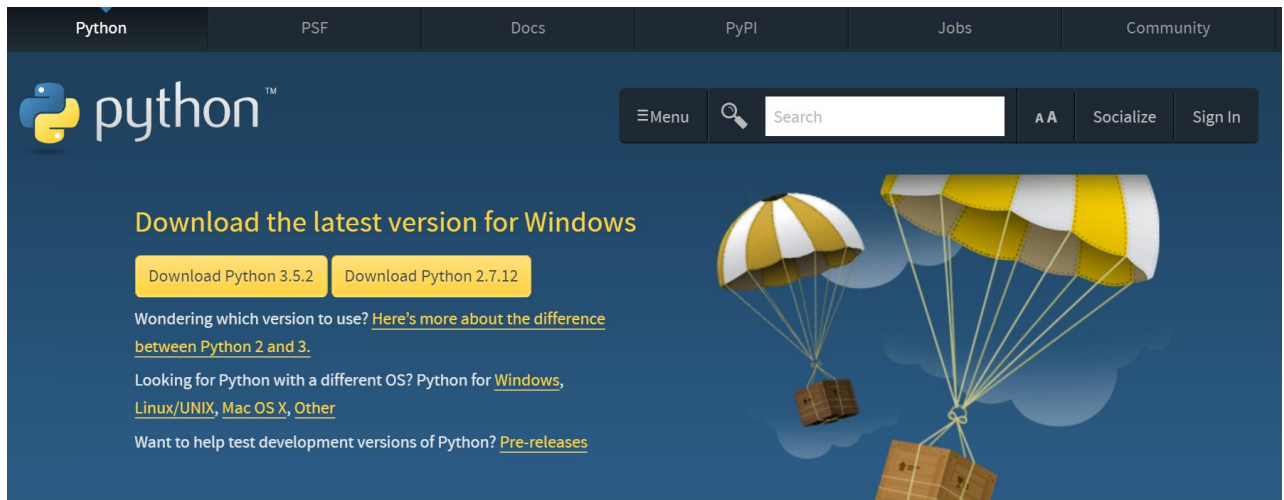 Python PSF Docs PyPI Jobs Community
python™
≡Menu Search AA Socialize Sign In
Download the latest version for Windows
Download Python 3.5.2 Download Python 2.7.12
Wondering which version to use? Here's more about the difference
between Python 2 and 3.
Looking for Python with a different OS? Python for Windows,
Linux/UNIX, Mac OS X, Other
Want to help test development versions of Python? Pre-releases